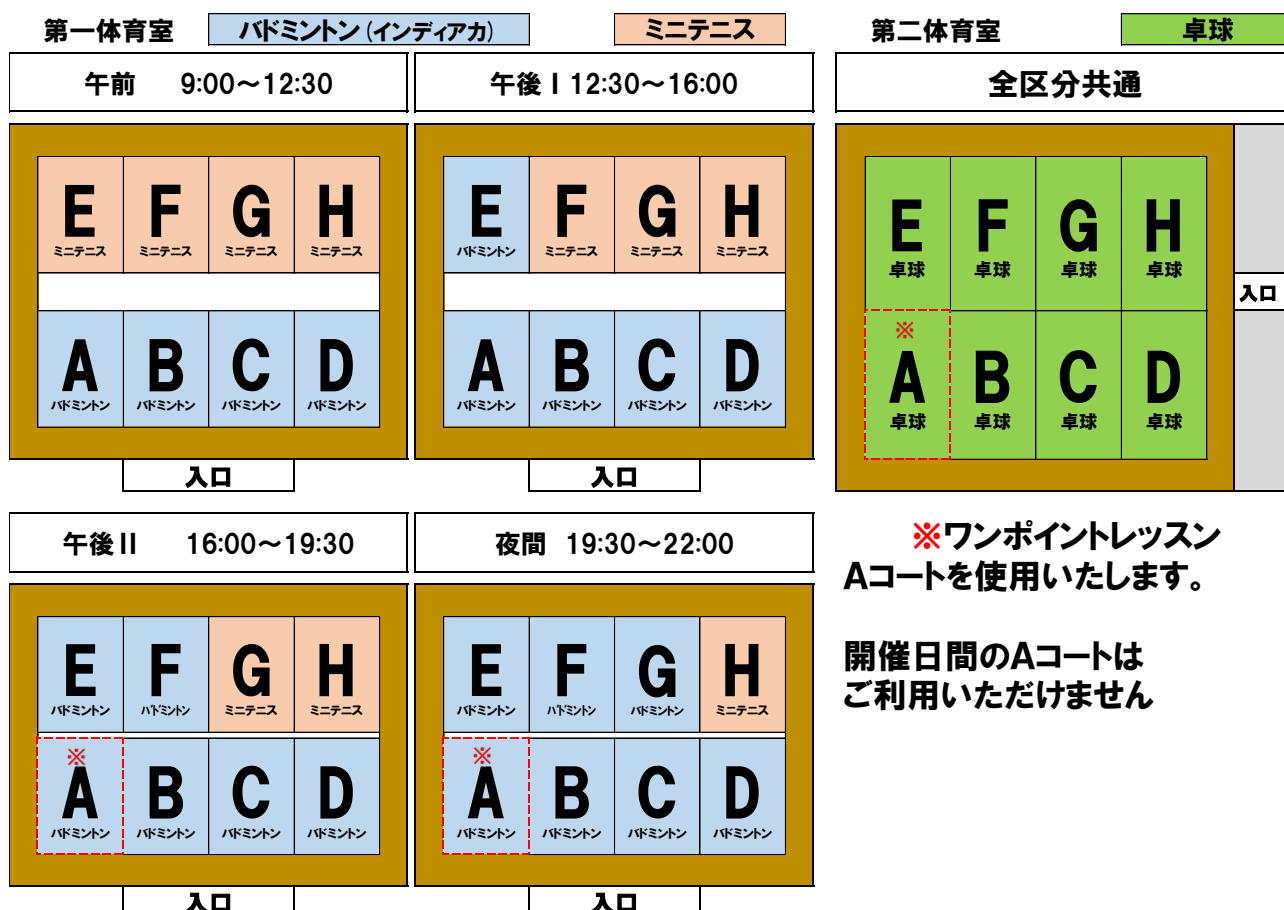 第一体育室 バドミントン(インディアカ) ミニテニス 第二体育室 卓球
午前 9:00～12:30
E F G H
ミニテニス ミニテニス ミニテニス ミニテニス
A B C D
バドミントン バドミントン バドミントン バドミントン
入口
午後Ⅰ 12:30～16:00
E F G H
バドミントン ミニテニス ミニテニス ミニテニス
A B C D
バドミントン バドミントン バドミントン バドミントン
入口
全区分共通
E F G H
卓球 卓球 卓球 卓球
※
A B C D
卓球 卓球 卓球 卓球
入口
午後Ⅱ 16:00～19:30
E F G H
バドミントン バドミントン ミニテニス ミニテニス
※
A B C D
バドミントン バドミントン バドミントン バドミントン
入口
夜間 19:30～22:00
E F G H
バドミントン バドミントン バドミントン ミニテニス
※
A B C D
バドミントン バドミントン バドミントン バドミントン
入口
※ワンポイントレッスン
Aコートを使用いたします。
開催日間のAコートは
ご利用いただけません